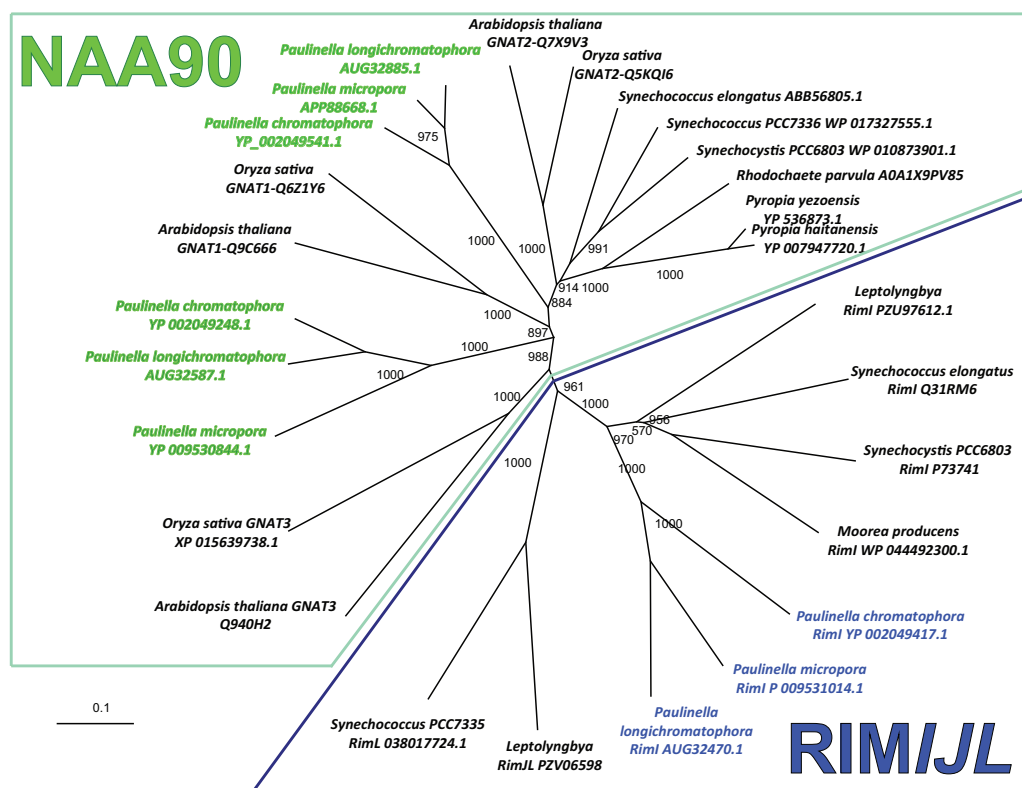 NAA90
Arabidopsis thaliana
GNAT2-Q7X9V3
Paulinella longichromatophora
AUG32885.1
Oryza sativa
GNAT2-Q5KQI6
Paulinella micropora
APP88668.1
Synechococcus elongatus ABB56805.1
Paulinella chromatophora
YP_002049541.1
975
Synechococcus PCC7336 WP 017327555.1
Synechocystis PCC6803 WP 010873901.1
Oryza sativa
GNAT1-Q6Z1Y6
Rhodochaete parvula A0A1X9PV85
Pyropia yezoensis
YP 536873.1
Pyropia haitanensis
YP 007947720.1
Arabidopsis thaliana
GNAT1-Q9C666
1000
1000
991
1000
914
1000
884
Paulinella chromatophora
YP 002049248.1
1000
897
Leptolyngbya
RimI PZU97612.1
Paulinella longichromatophora
AUG32587.1
1000
988
1000
961
Synechococcus elongatus
RimI Q31RM6
1000
1000
956
570
970
Paulinella micropora
YP 009530844.1
Synechocystis PCC6803
RimI P73741
1000
1000
Oryza sativa GNAT3
XP 015639738.1
1000
Moorea producens
RimI WP 044492300.1
Arabidopsis thaliana GNAT3
Q940H2
Paulinella chromatophora
RimI YP 002049417.1
Paulinella micropora
RimI P 009531014.1
0.1
Synechococcus PCC7335
RimL 038017724.1
Leptolyngbya
RimJL PZV06598
Paulinella
longichromatophora
RimI AUG32470.1
RIMIJL